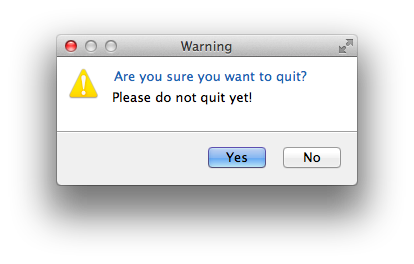 Warning
Are you sure you want to quit?
Please do not quit yet!
Yes
No